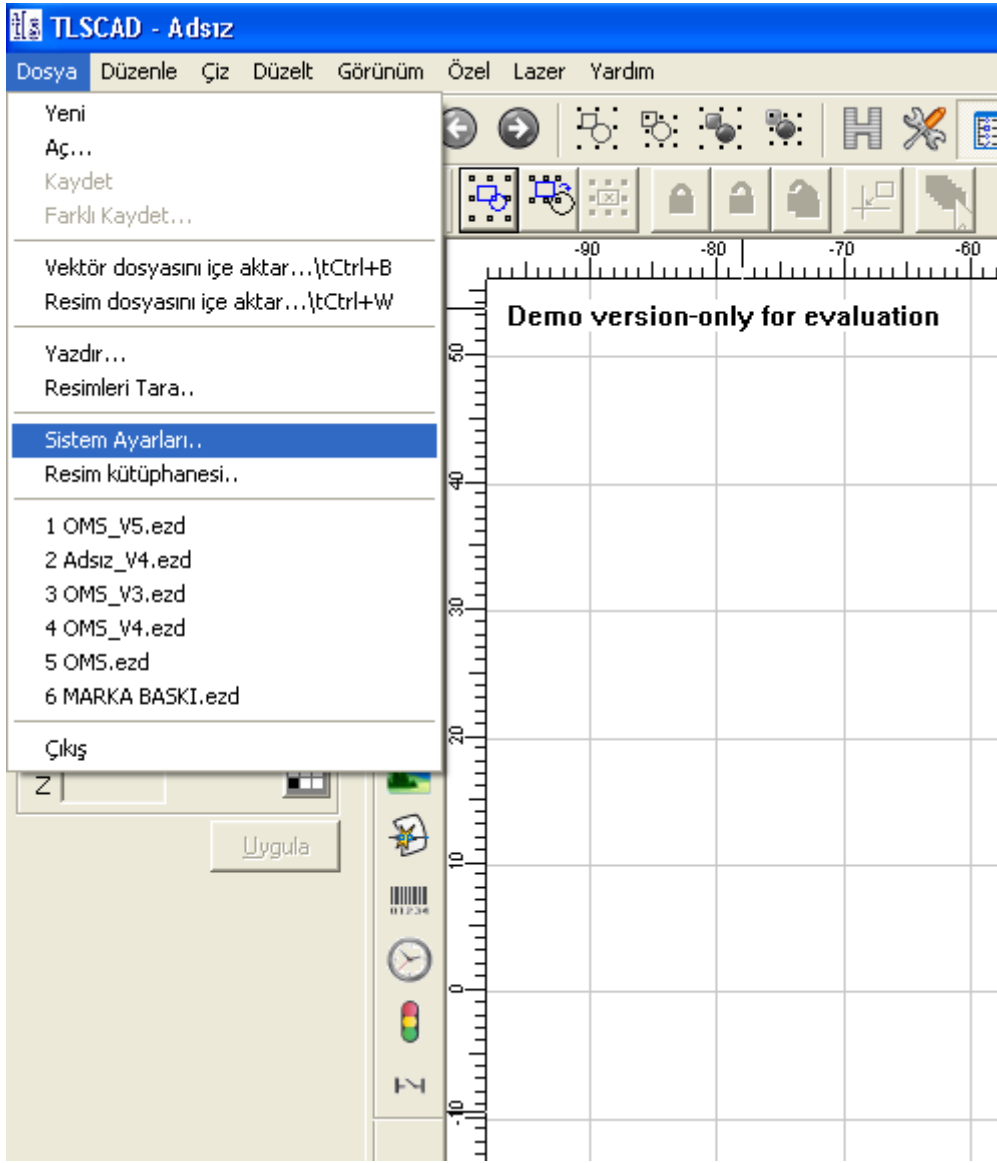 TLSCAD - Adsız
Dosya Düzenle Çiz Düzelt Görünüm Özel Lazer Yardım
Yeni
Aç...
Kaydet
Farklı Kaydet...
Vektör dosyasını içe aktar...\tCtrl+B
Resim dosyasını içe aktar...\tCtrl+W
Yazdır...
Resimleri Tara..
Sistem Ayarları..
Resim kütüphanesi..
1 OMS_V5.ezd
2 Adsız_V4.ezd
3 OMS_V3.ezd
4 OMS_V4.ezd
5 OMS.ezd
6 MARKA BASKI.ezd
Çıkış
Z
Uygula
01234
-90 -80 -70 -60
Demo version-only for evaluation
50
40
30
20
10
0
-10